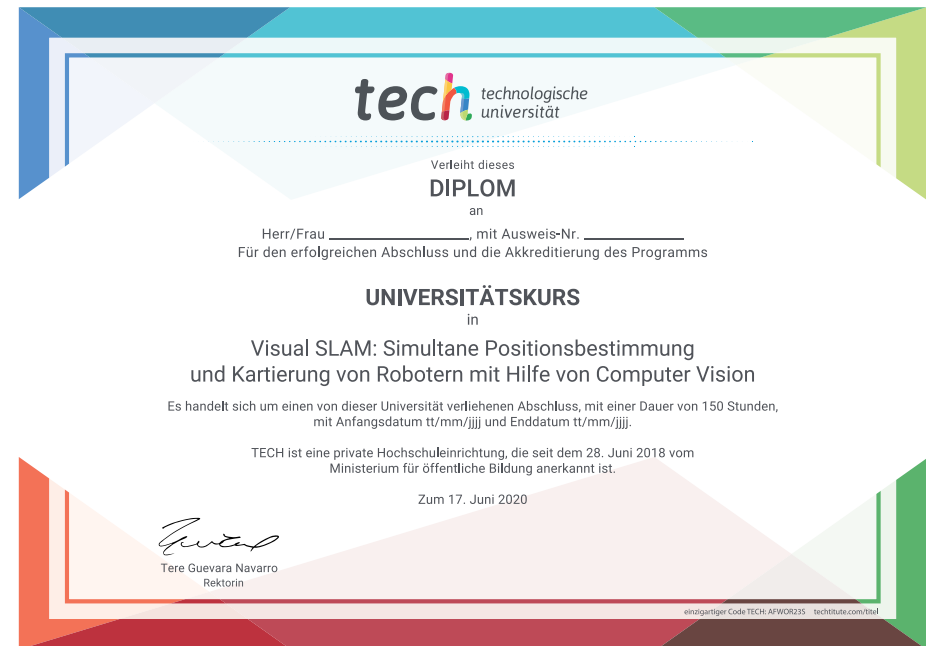 tech technologische
universität
Verleiht dieses
DIPLOM
an
Herr/Frau ____________________, mit Ausweis-Nr. ______________
Für den erfolgreichen Abschluss und die Akkreditierung des Programms
UNIVERSITÄTSKURS
in
Visual SLAM: Simultane Positionsbestimmung
und Kartierung von Robotern mit Hilfe von Computer Vision
Es handelt sich um einen von dieser Universität verliehenen Abschluss, mit einer Dauer von 150 Stunden,
mit Anfangsdatum tt/mm/jjjj und Enddatum tt/mm/jjjj.
TECH ist eine private Hochschuleinrichtung, die seit dem 28. Juni 2018 vom
Ministerium für öffentliche Bildung anerkannt ist.
Zum 17. Juni 2020
Tere Guevara Navarro
Rektorin
einzigartiger Code TECH: AFWOR23S techtitute.com/titel